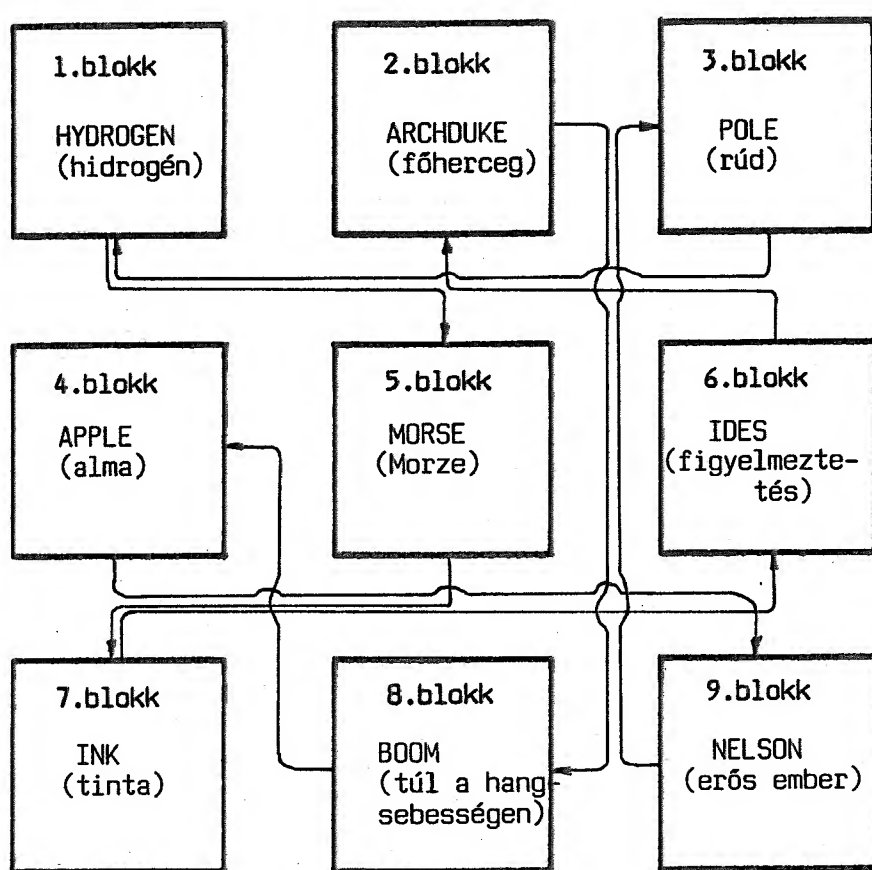 1.blokk
HYDROGEN
(hidrogén)
2.blokk
ARCHDUKE
(főherceg)
3.blokk
POLE
(rúd)
4.blokk
APPLE
(alma)
5.blokk
MORSE
(Morze)
6.blokk
IDES
(figyelmezte-
tés)
7.blokk
INK
(tinta)
8.blokk
BOOM
(túl a hang-
sebességen)
9.blokk
NELSON
(erős ember)